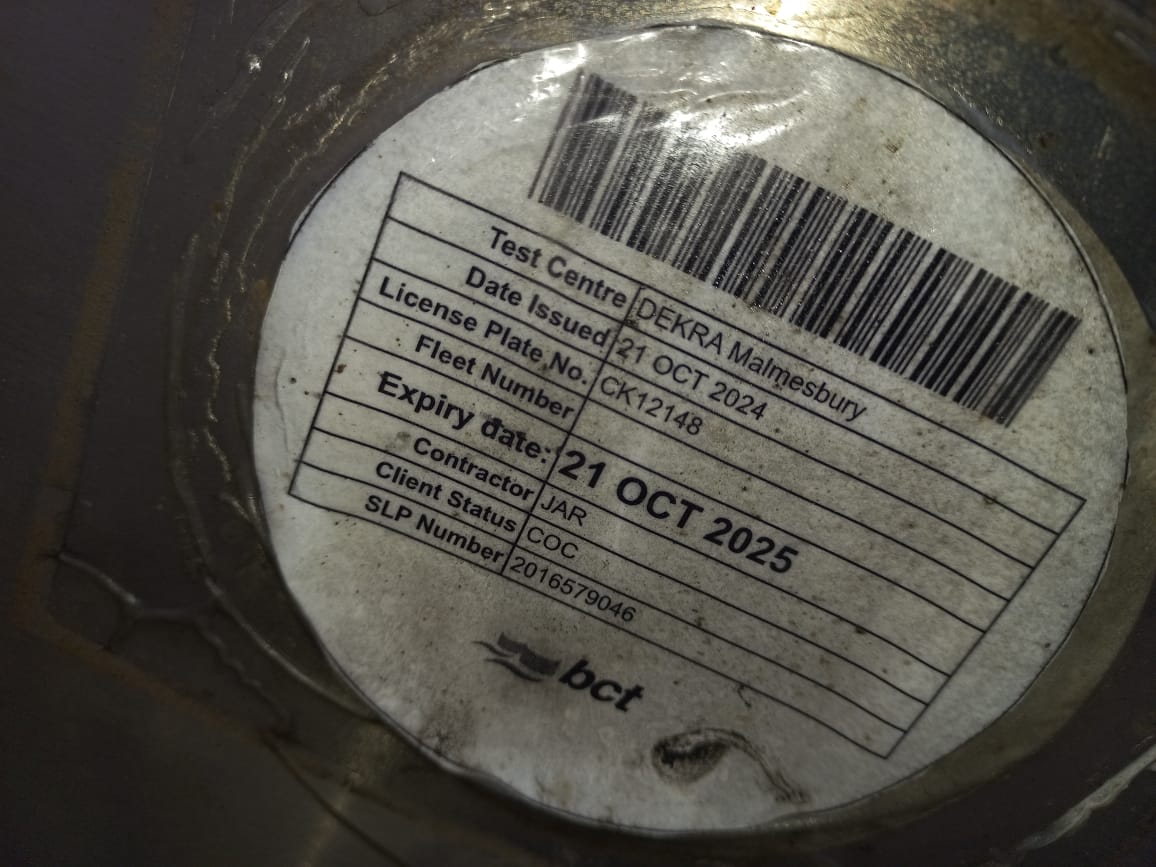 Test Centre DEKRA Malmesbury
Date Issued 21 OCT 2024
License Plate No. CK12148
Fleet Number
Expiry date: 21 OCT 2025
Contractor JAR
Client Status COC
SLP Number 2016579046
bct